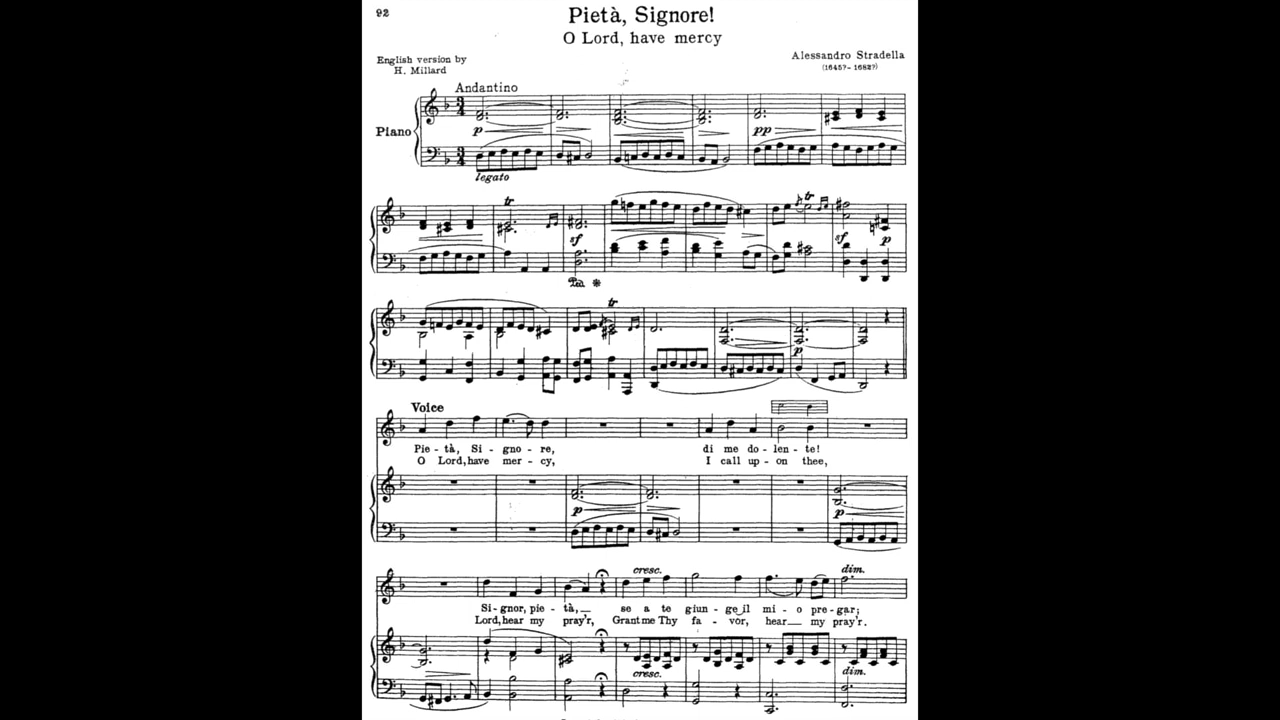 92
Pietà, Signore!
O Lord, have mercy
English version by
H. Millard
Alessandro Stradella
(1645?-1682?)
Andantino
Piano
p
pp
legato
tr
tr
sf
sf
p
Ped. *
tr
p
Voice
Pie-tà, Si-gno-re, di me do-len-te!
O Lord, have mer-cy, I call up-on thee,
p
p
cresc.
dim.
Si-gnor, pie-tà,_ se a te giun-ge il mi-o pre-gar;
Lord, hear my pray'r, Grant me Thy fa-vor, hear_ my pray'r.
cresc.
dim.